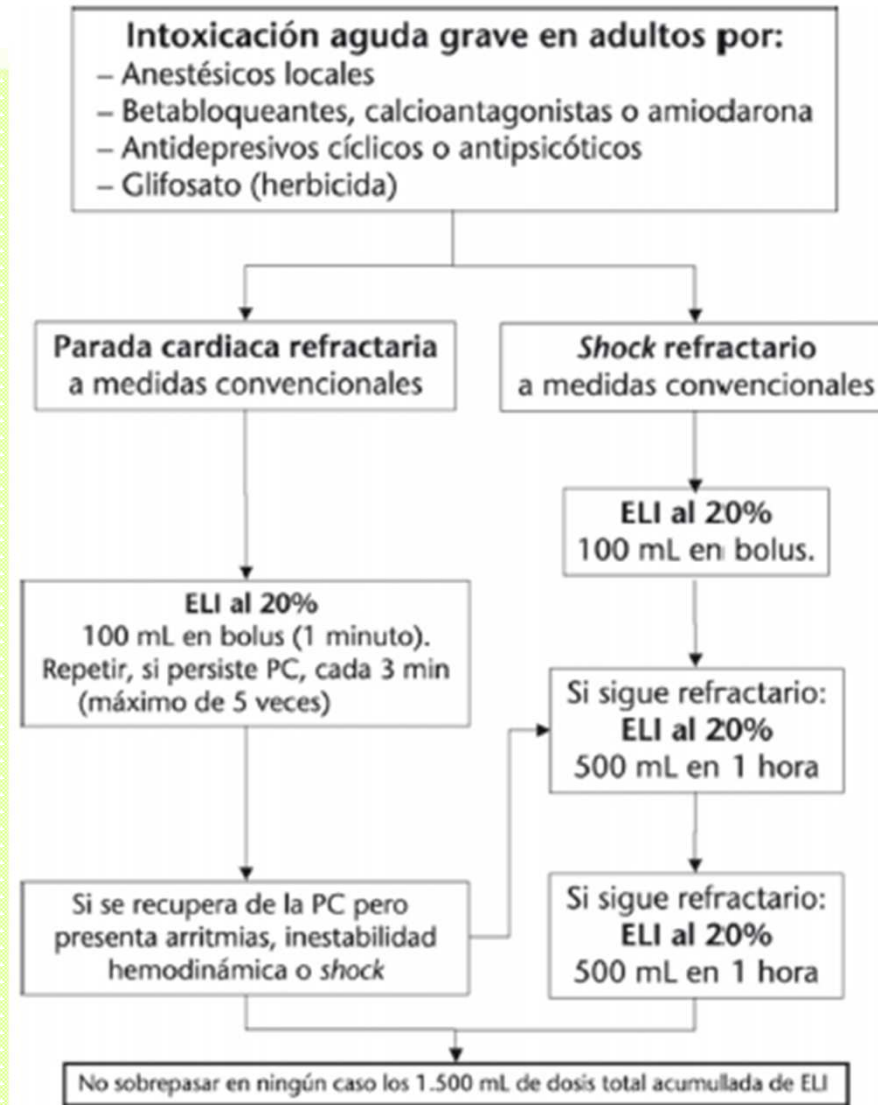 Intoxicación aguda grave en adultos por:
– Anestésicos locales
– Betabloqueantes, calcioantagonistas o amiodarona
– Antidepresivos cíclicos o antipsicóticos
– Glifosato (herbicida)
Parada cardiaca refractaria
a medidas convencionales
Shock refractario
a medidas convencionales
ELI al 20%
100 mL en bolus.
ELI al 20%
100 mL en bolus (1 minuto).
Repetir, si persiste PC, cada 3 min
(máximo de 5 veces)
Si sigue refractario:
ELI al 20%
500 mL en 1 hora
Si se recupera de la PC pero
presenta arritmias, inestabilidad
hemodinámica o shock
Si sigue refractario:
ELI al 20%
500 mL en 1 hora
No sobrepasar en ningún caso los 1.500 mL de dosis total acumullada de ELI